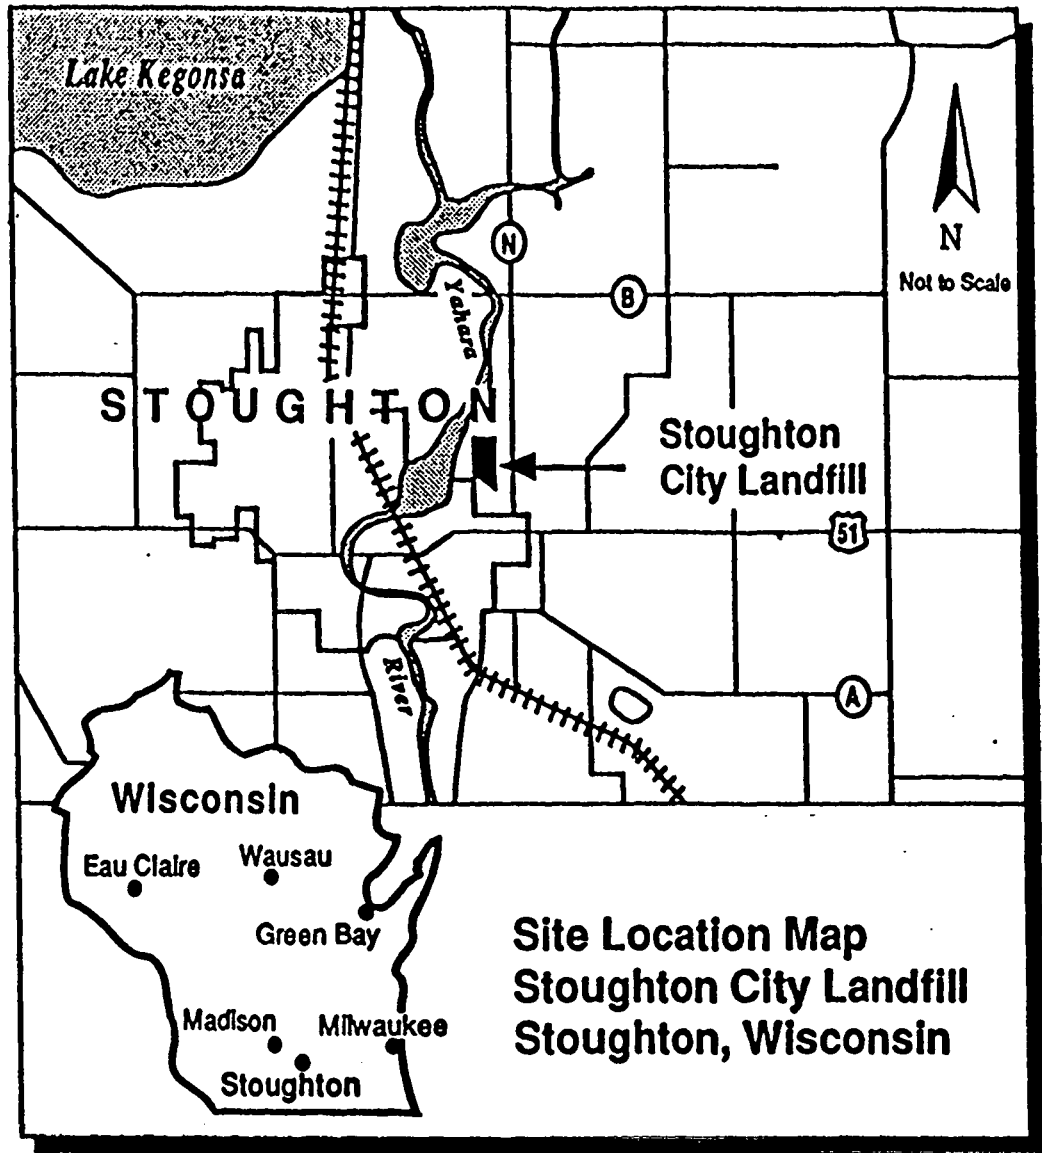 Lake Kegonsa
N
N
Not to Scale
B
Yahara
STOUGHTON
Stoughton
City Landfill
51
River
A
Wisconsin
Eau Claire
Wausau
Green Bay
Madison
Milwaukee
Stoughton
Site Location Map
Stoughton City Landfill
Stoughton, Wisconsin